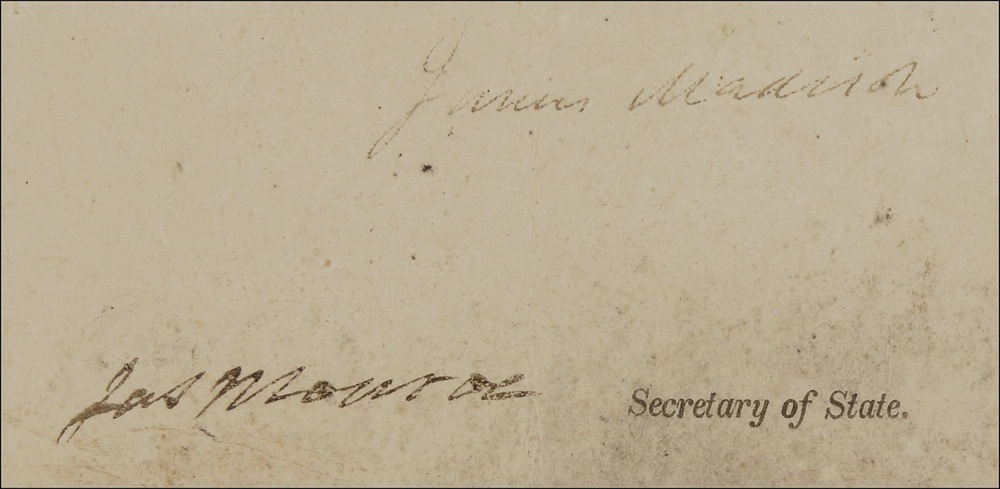 James Madison
Jas Monroe Secretary of State.